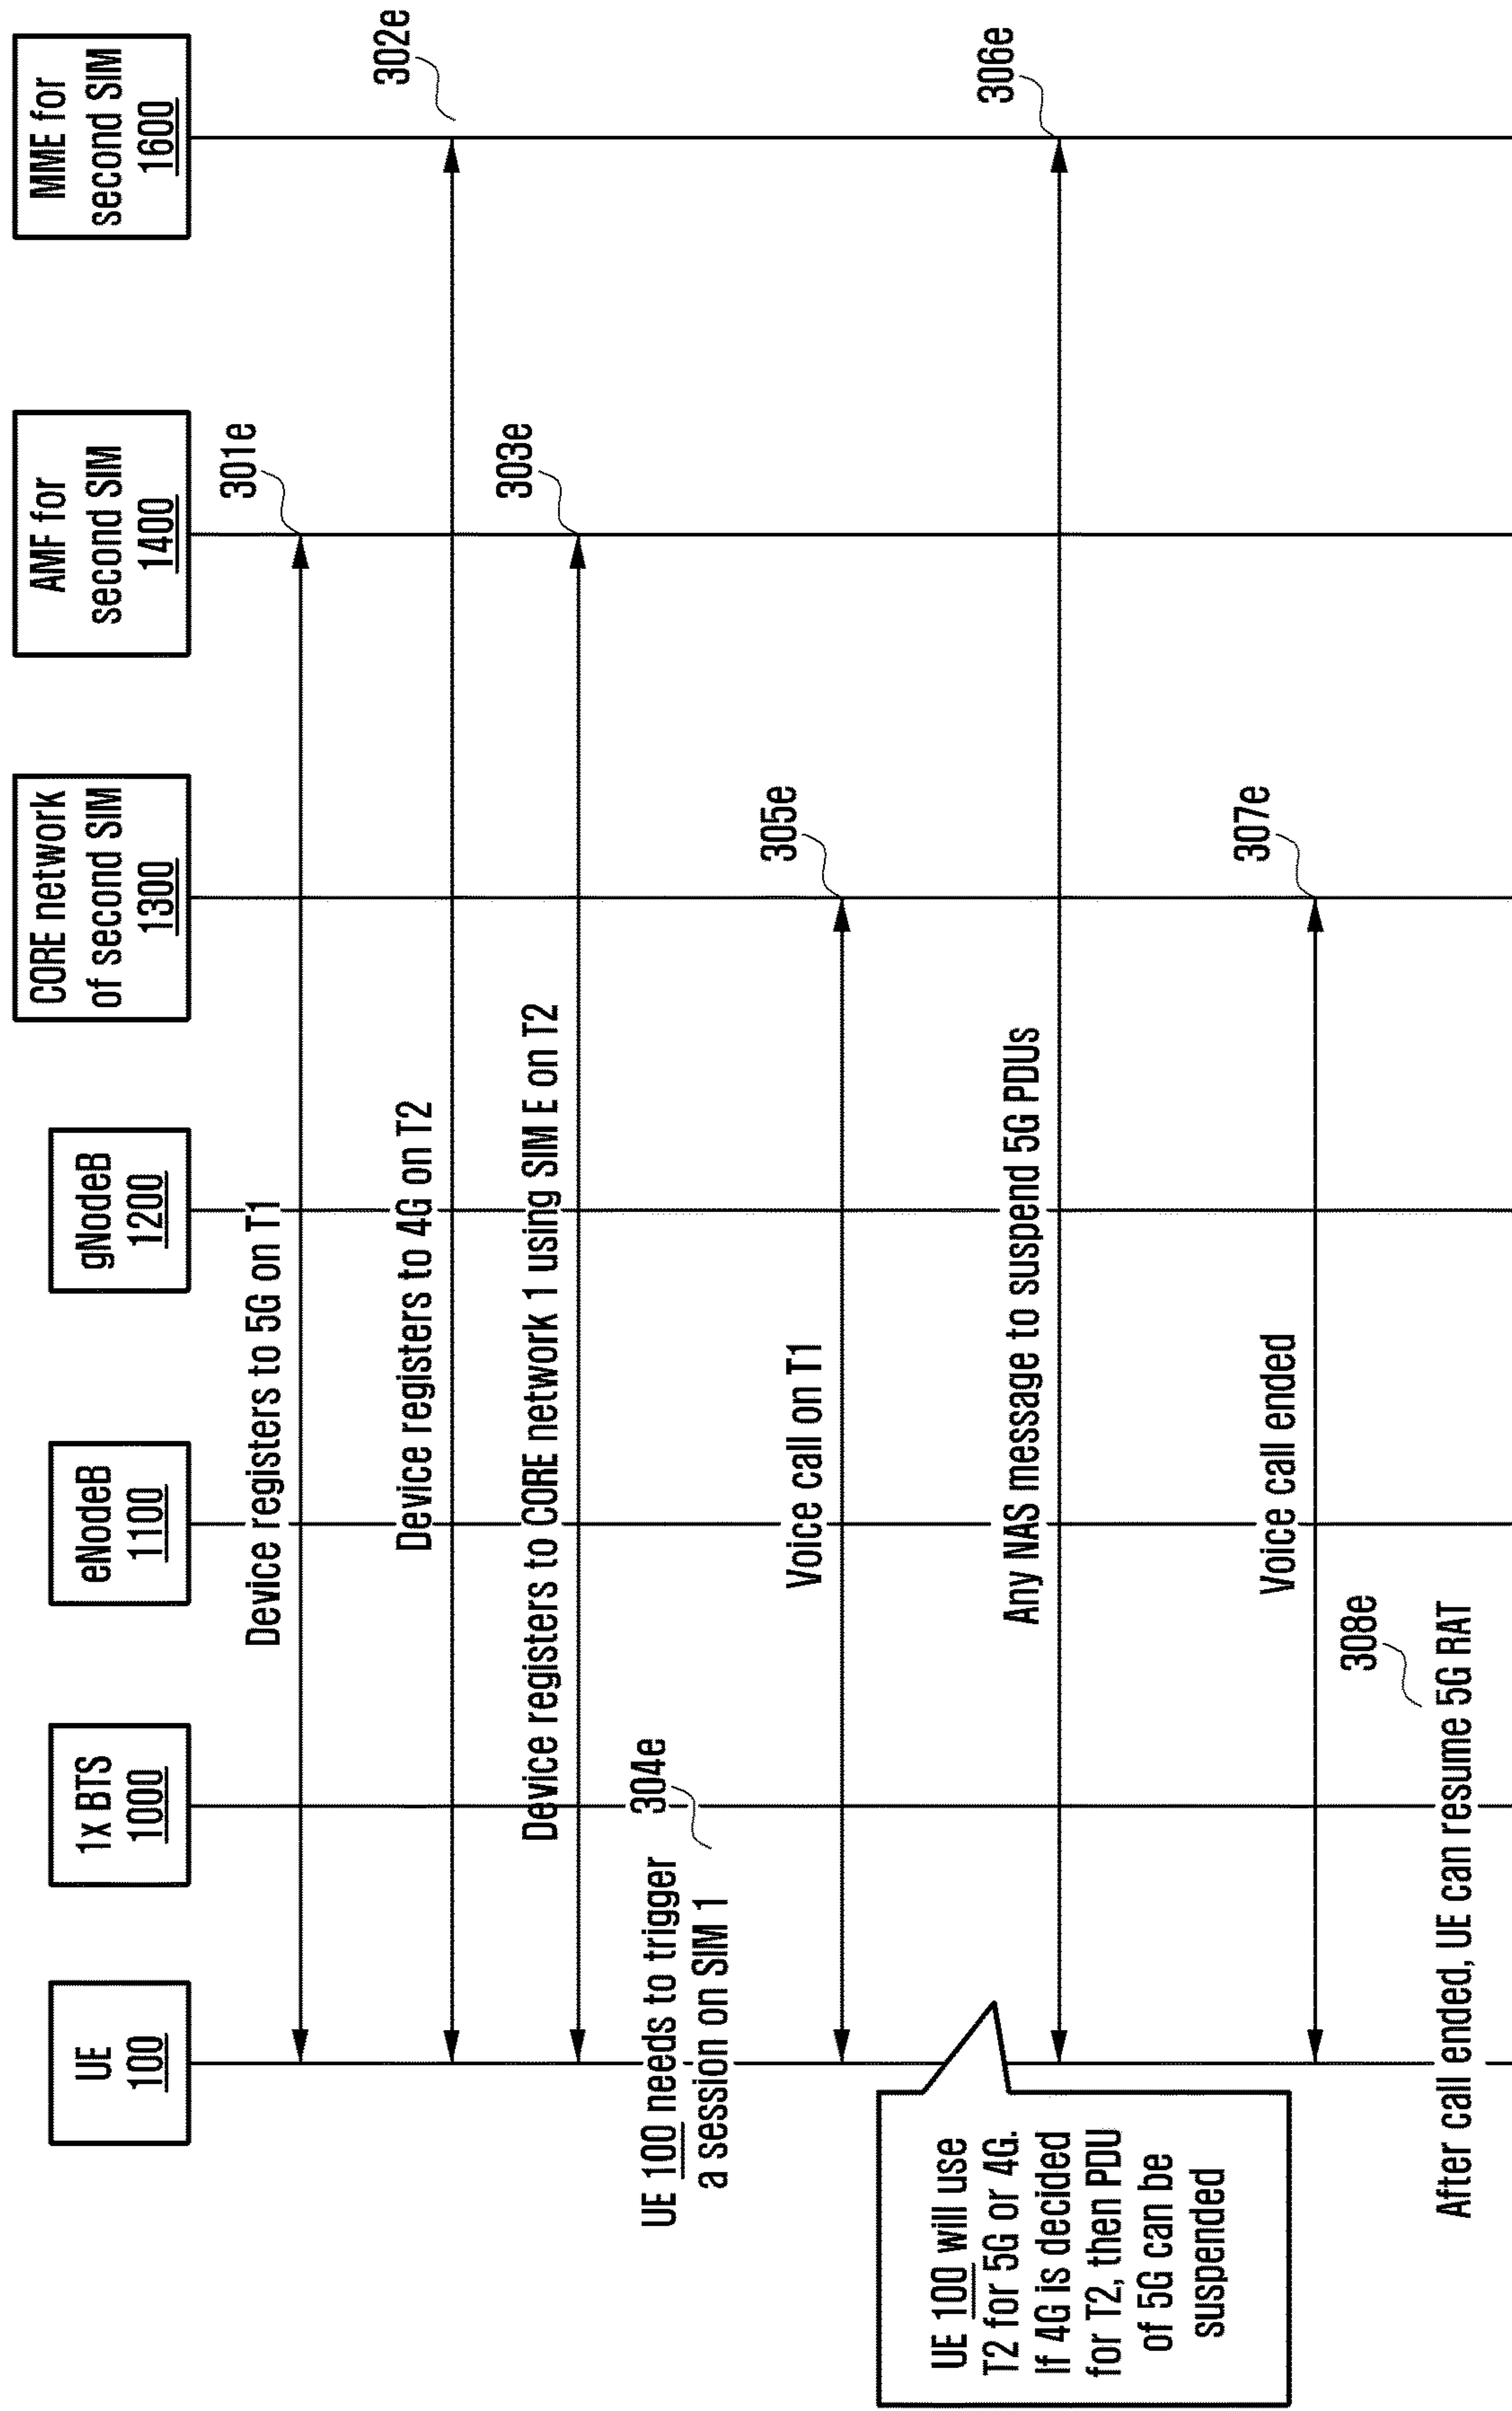 UE
100
1x BTS
1000
eNodeB
1100
gNodeB
1200
CORE network
of second SIM
1300
AMF for
second SIM
1400
MME for
second SIM
1600
Device registers to 5G on T1
301e
Device registers to 4G on T2
302e
Device registers to CORE network 1 using SIM E on T2
303e
UE 100 needs to trigger
a session on SIM 1
304e
Voice call on T1
305e
UE 100 will use
T2 for 5G or 4G.
If 4G is decided
for T2, then PDU
of 5G can be
suspended
Any NAS message to suspend 5G PDUs
306e
Voice call ended
307e
308e
After call ended, UE can resume 5G RAT